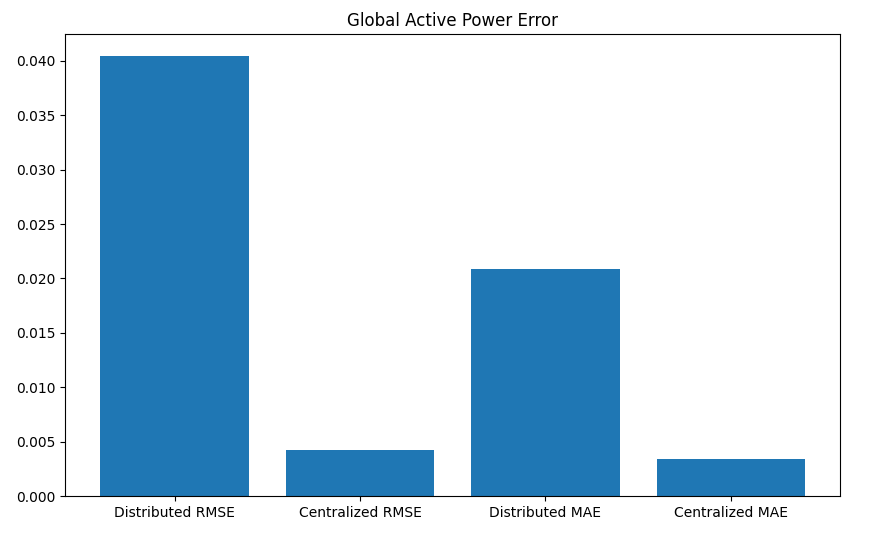 Global Active Power Error
0.040
0.035
0.030
0.025
0.020
0.015
0.010
0.005
0.000
Distributed RMSE
Centralized RMSE
Distributed MAE
Centralized MAE